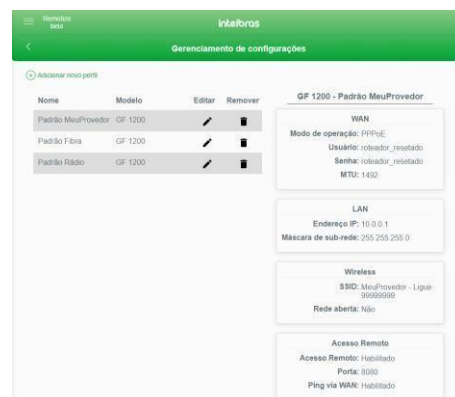 Remotize
beta
intelbras
Gerenciamento de configurações
Adicionar novo perfil
Nome Modelo Editar Remover
Padrão MeuProvedor GF 1200
Padrão Fibra GF 1200
Padrão Rádio GF 1200
GF 1200 - Padrão MeuProvedor
WAN
Modo de operação: PPPoE
Usuário: roteador_resetado
Senha: roteador_resetado
MTU: 1492
LAN
Endereço IP: 10.0.0.1
Máscara de sub-rede: 255.255.255.0
Wireless
SSID: MeuProvedor - Ligue
99999999
Rede aberta: Não
Acesso Remoto
Acesso Remoto: Habilitado
Porta: 8080
Ping via WAN: Habilitado